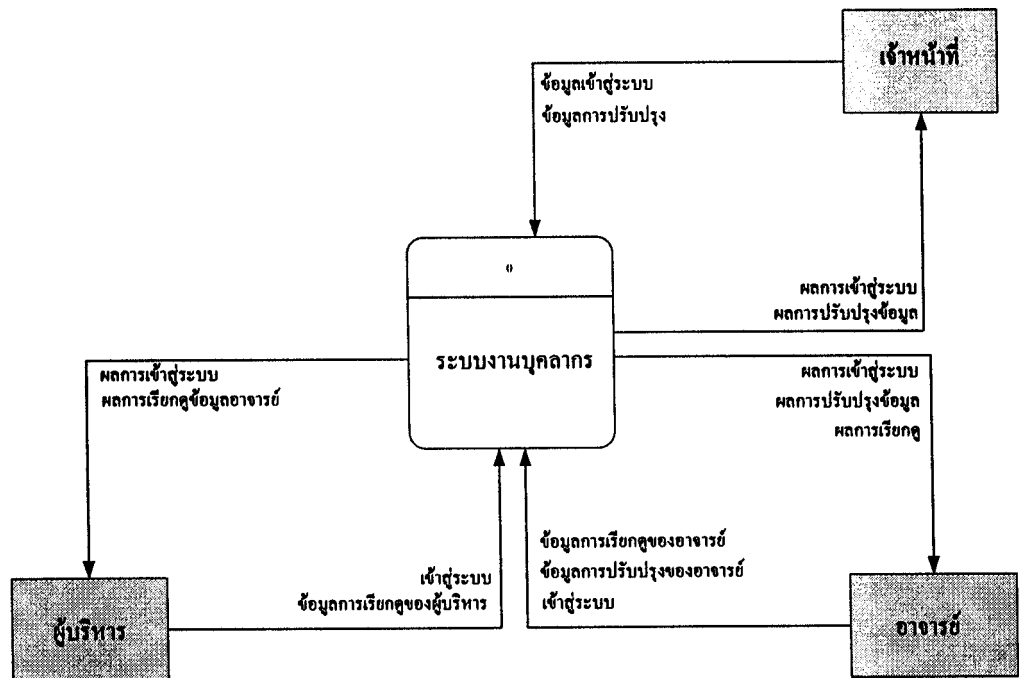 เจ้าหน้าที่
ข้อมูลเข้าสู่ระบบ
ข้อมูลการปรับปรุง
0
ระบบงานบุคลากร
ผลการเข้าสู่ระบบ
ผลการปรับปรุงข้อมูล
ผลการเข้าสู่ระบบ
ผลการเรียกดูข้อมูลอาจารย์
ผลการเข้าสู่ระบบ
ผลการปรับปรุงข้อมูล
ผลการเรียกดู
เข้าสู่ระบบ
ข้อมูลการเรียกดูของผู้บริหาร
ข้อมูลการเรียกดูของอาจารย์
ข้อมูลการปรับปรุงของอาจารย์
เข้าสู่ระบบ
ผู้บริหาร
อาจารย์